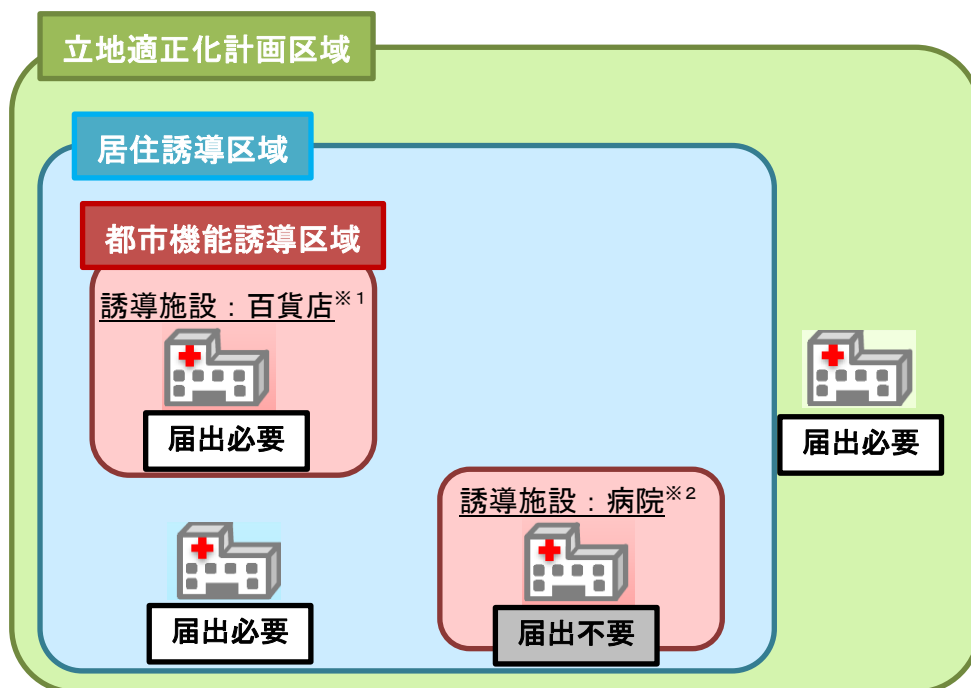 立地適正化計画区域
居住誘導区域
都市機能誘導区域
誘導施設：百貨店※1
届出必要
届出必要
誘導施設：病院※2
届出必要
届出不要